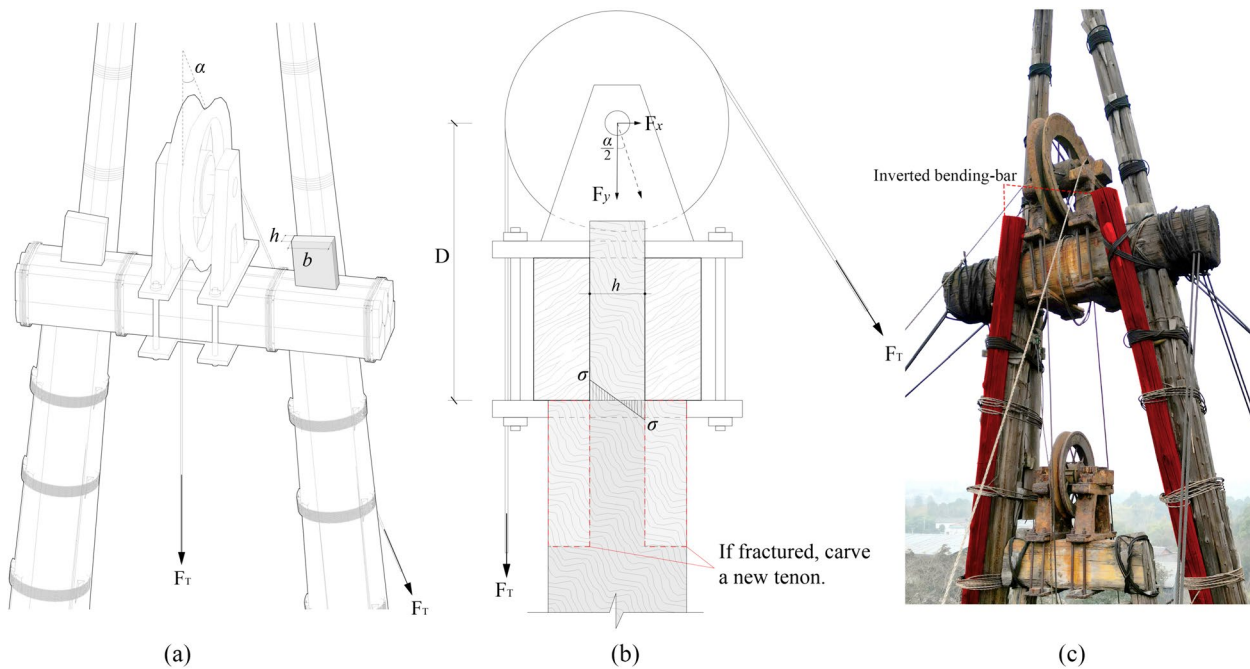 α
h
b
F_T
F_T
(a)
F_x
α/2
F_y
D
h
σ
σ
F_T
F_T
If fractured, carve
a new tenon.
(b)
Inverted bending-bar
(c)